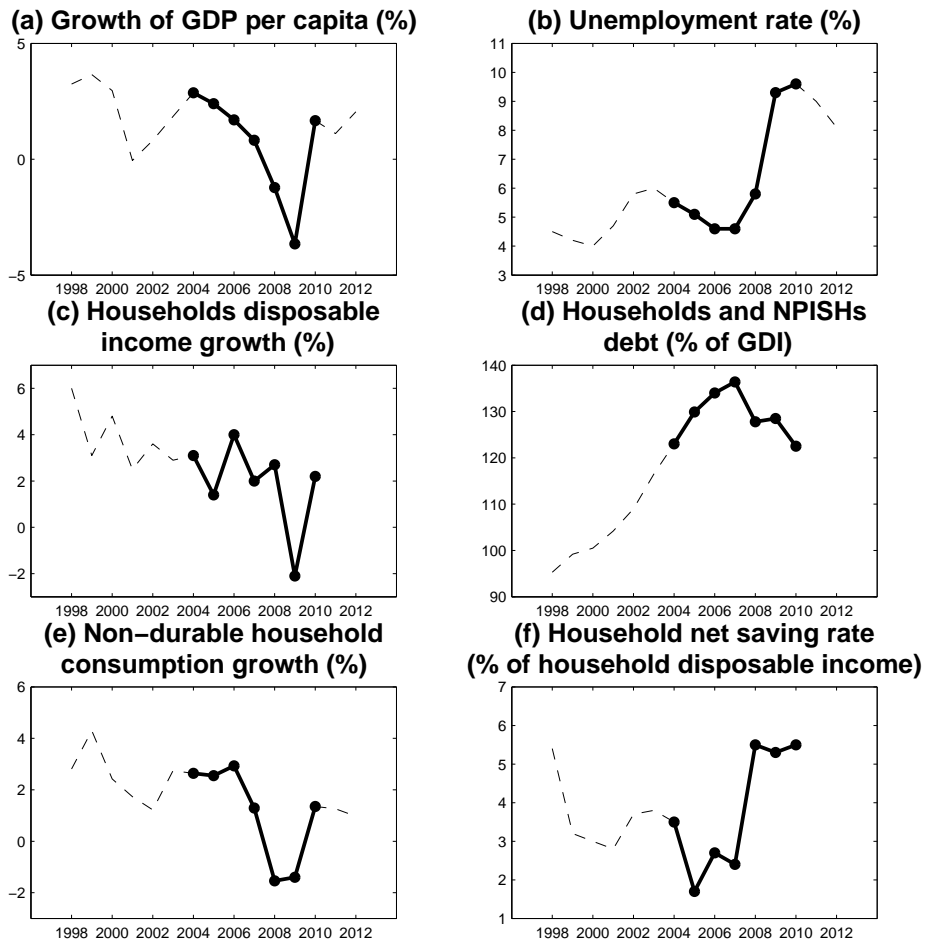 (a) Growth of GDP per capita (%)
5
0
−5
1998 2000 2002 2004 2006 2008 2010 2012
(b) Unemployment rate (%)
11
10
9
8
7
6
5
4
3
1998 2000 2002 2004 2006 2008 2010 2012
(c) Households disposable
income growth (%)
6
4
2
0
−2
1998 2000 2002 2004 2006 2008 2010 2012
(d) Households and NPISHs
debt (% of GDI)
140
130
120
110
100
90
1998 2000 2002 2004 2006 2008 2010 2012
(e) Non−durable household
consumption growth (%)
6
4
2
0
−2
1998 2000 2002 2004 2006 2008 2010 2012
(f) Household net saving rate
(% of household disposable income)
7
6
5
4
3
2
1
1998 2000 2002 2004 2006 2008 2010 2012